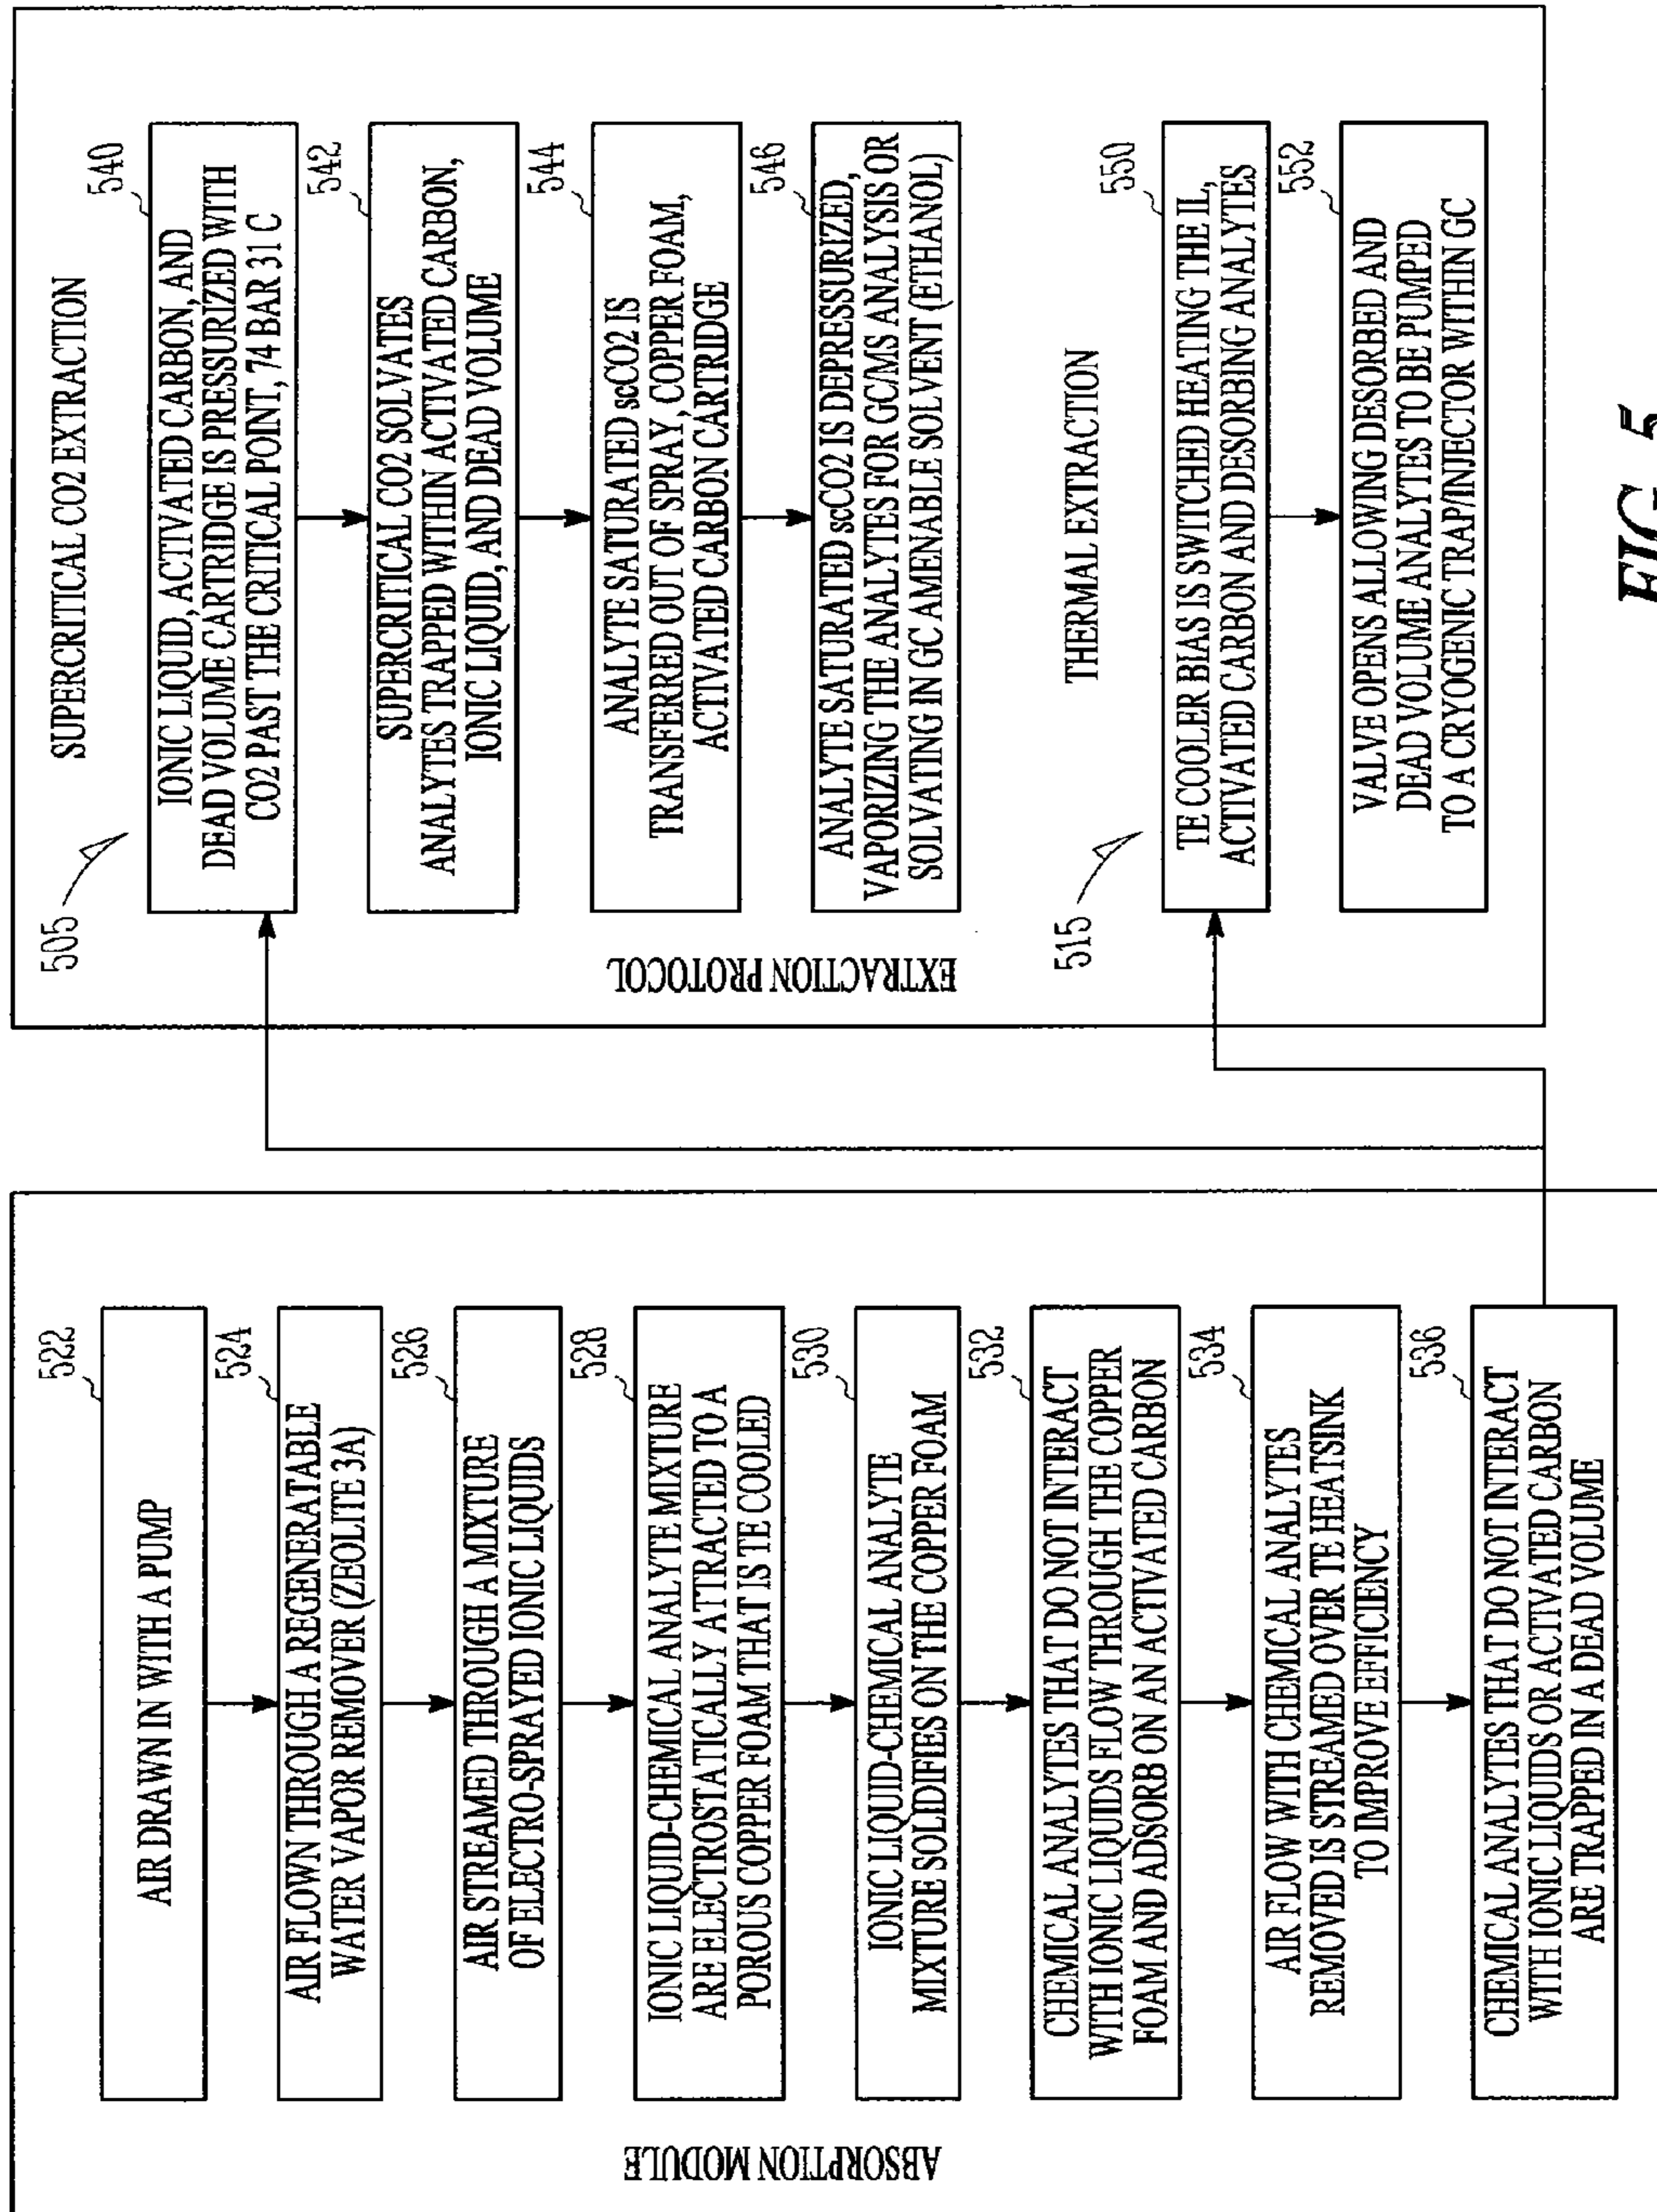 ABSORPTION MODULE
522
AIR DRAWN IN WITH A PUMP
524
AIR FLOWN THROUGH A REGENERATABLE
WATER VAPOR REMOVER (ZEOLITE 3A)
526
AIR STREAMED THROUGH A MIXTURE
OF ELECTRO-SPRAYED IONIC LIQUIDS
528
IONIC LIQUID-CHEMICAL ANALYTE MIXTURE
ARE ELECTROSTATICALLY ATTRACTED TO A
POROUS COPPER FOAM THAT IS TE COOLED
530
IONIC LIQUID-CHEMICAL ANALYTE
MIXTURE SOLIDIFIES ON THE COPPER FOAM
532
CHEMICAL ANALYTES THAT DO NOT INTERACT
WITH IONIC LIQUIDS FLOW THROUGH THE COPPER
FOAM AND ADSORB ON AN ACTIVATED CARBON
534
AIR FLOW WITH CHEMICAL ANALYTES
REMOVED IS STREAMED OVER TE HEATSINK
TO IMPROVE EFFICIENCY
536
CHEMICAL ANALYTES THAT DO NOT INTERACT
WITH IONIC LIQUIDS OR ACTIVATED CARBON
ARE TRAPPED IN A DEAD VOLUME
EXTRACTION PROTOCOL
505
SUPERCRITICAL CO2 EXTRACTION
540
IONIC LIQUID, ACTIVATED CARBON, AND
DEAD VOLUME CARTRIDGE IS PRESSURIZED WITH
CO2 PAST THE CRITICAL POINT, 74 BAR 31 C
542
SUPERCRITICAL CO2 SOLVATES
ANALYTES TRAPPED WITHIN ACTIVATED CARBON,
IONIC LIQUID, AND DEAD VOLUME
544
ANALYTE SATURATED scCO2 IS
TRANSFERRED OUT OF SPRAY, COPPER FOAM,
ACTIVATED CARBON CARTRIDGE
546
ANALYTE SATURATED scCO2 IS DEPRESSURIZED,
VAPORIZING THE ANALYTES FOR GC/MS ANALYSIS OR
SOLVATING IN GC AMENABLE SOLVENT (ETHANOL)
515
THERMAL EXTRACTION
550
TE COOLER BIAS IS SWITCHED HEATING THE IL,
ACTIVATED CARBON AND DESORBING ANALYTES
552
VALVE OPENS ALLOWING DESORBED AND
DEAD VOLUME ANALYTES TO BE PUMPED
TO A CRYOGENIC TRAP/INJECTOR WITHIN GC
FIG. 5